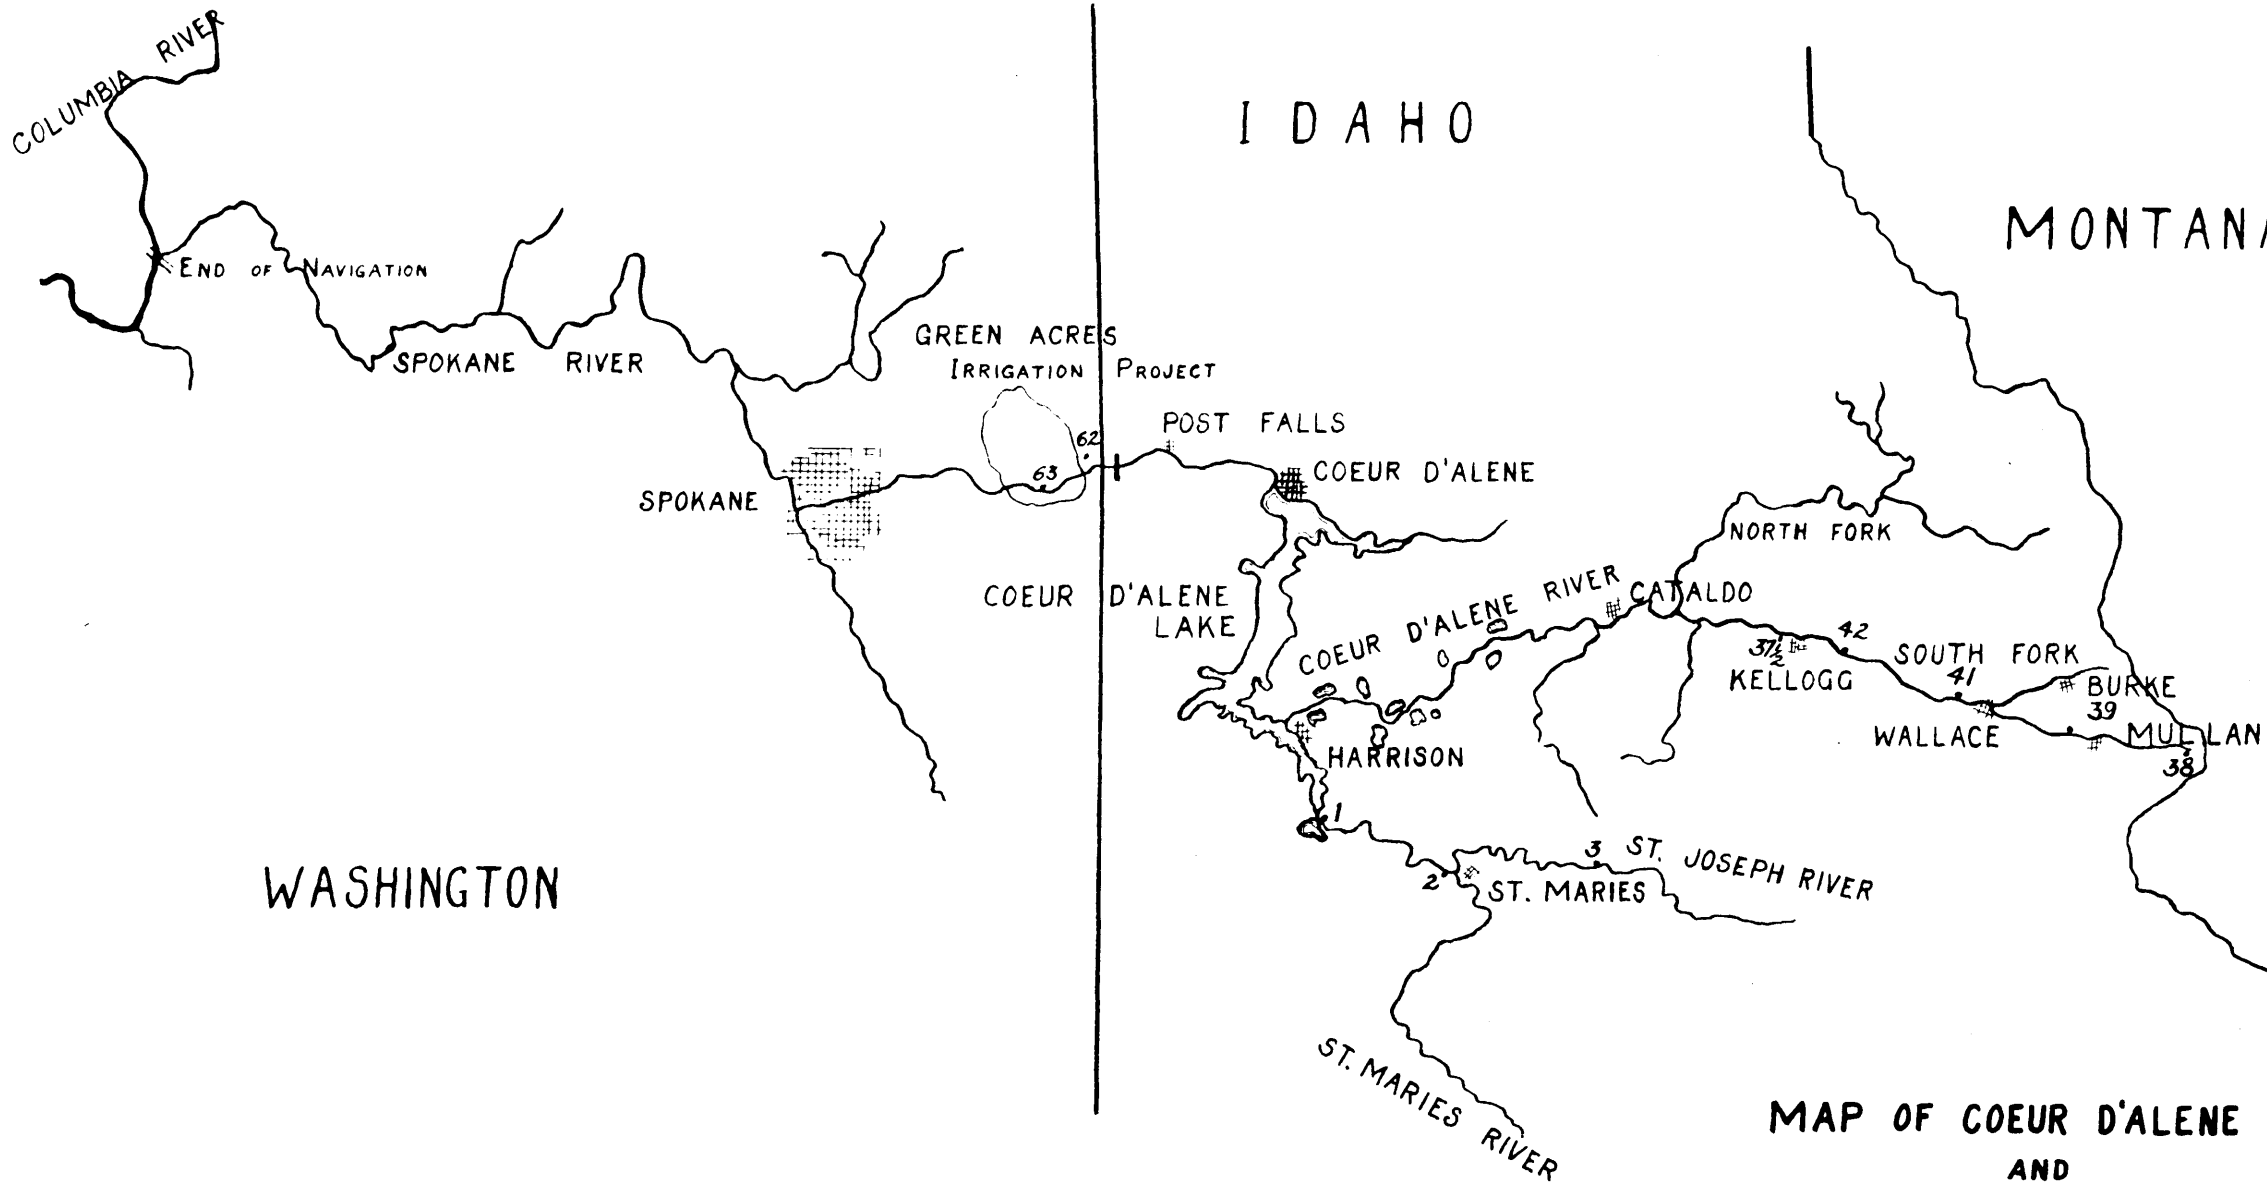 COLUMBIA RIVER
IDAHO
MONTANA
END OF NAVIGATION
SPOKANE RIVER
GREEN ACRES
IRRIGATION PROJECT
POST FALLS
62
63
COEUR D'ALENE
SPOKANE
NORTH FORK
COEUR D'ALENE
LAKE
COEUR D'ALENE RIVER
CATALDO
37½
KELLOGG
42
SOUTH FORK
41
BURKE
39
WALLACE
MULLAN
38
HARRISON
1
WASHINGTON
2
3
ST. JOSEPH RIVER
ST. MARIES
ST. MARIES RIVER
MAP OF COEUR D'ALENE
AND